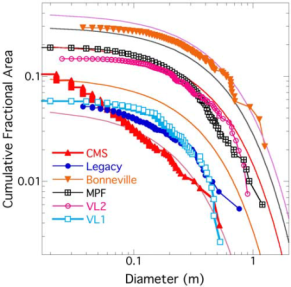 Cumulative Fractional Area
0.1
0.01
CMS
Legacy
Bonneville
MPF
VL2
VL1
0.1
1
Diameter (m)